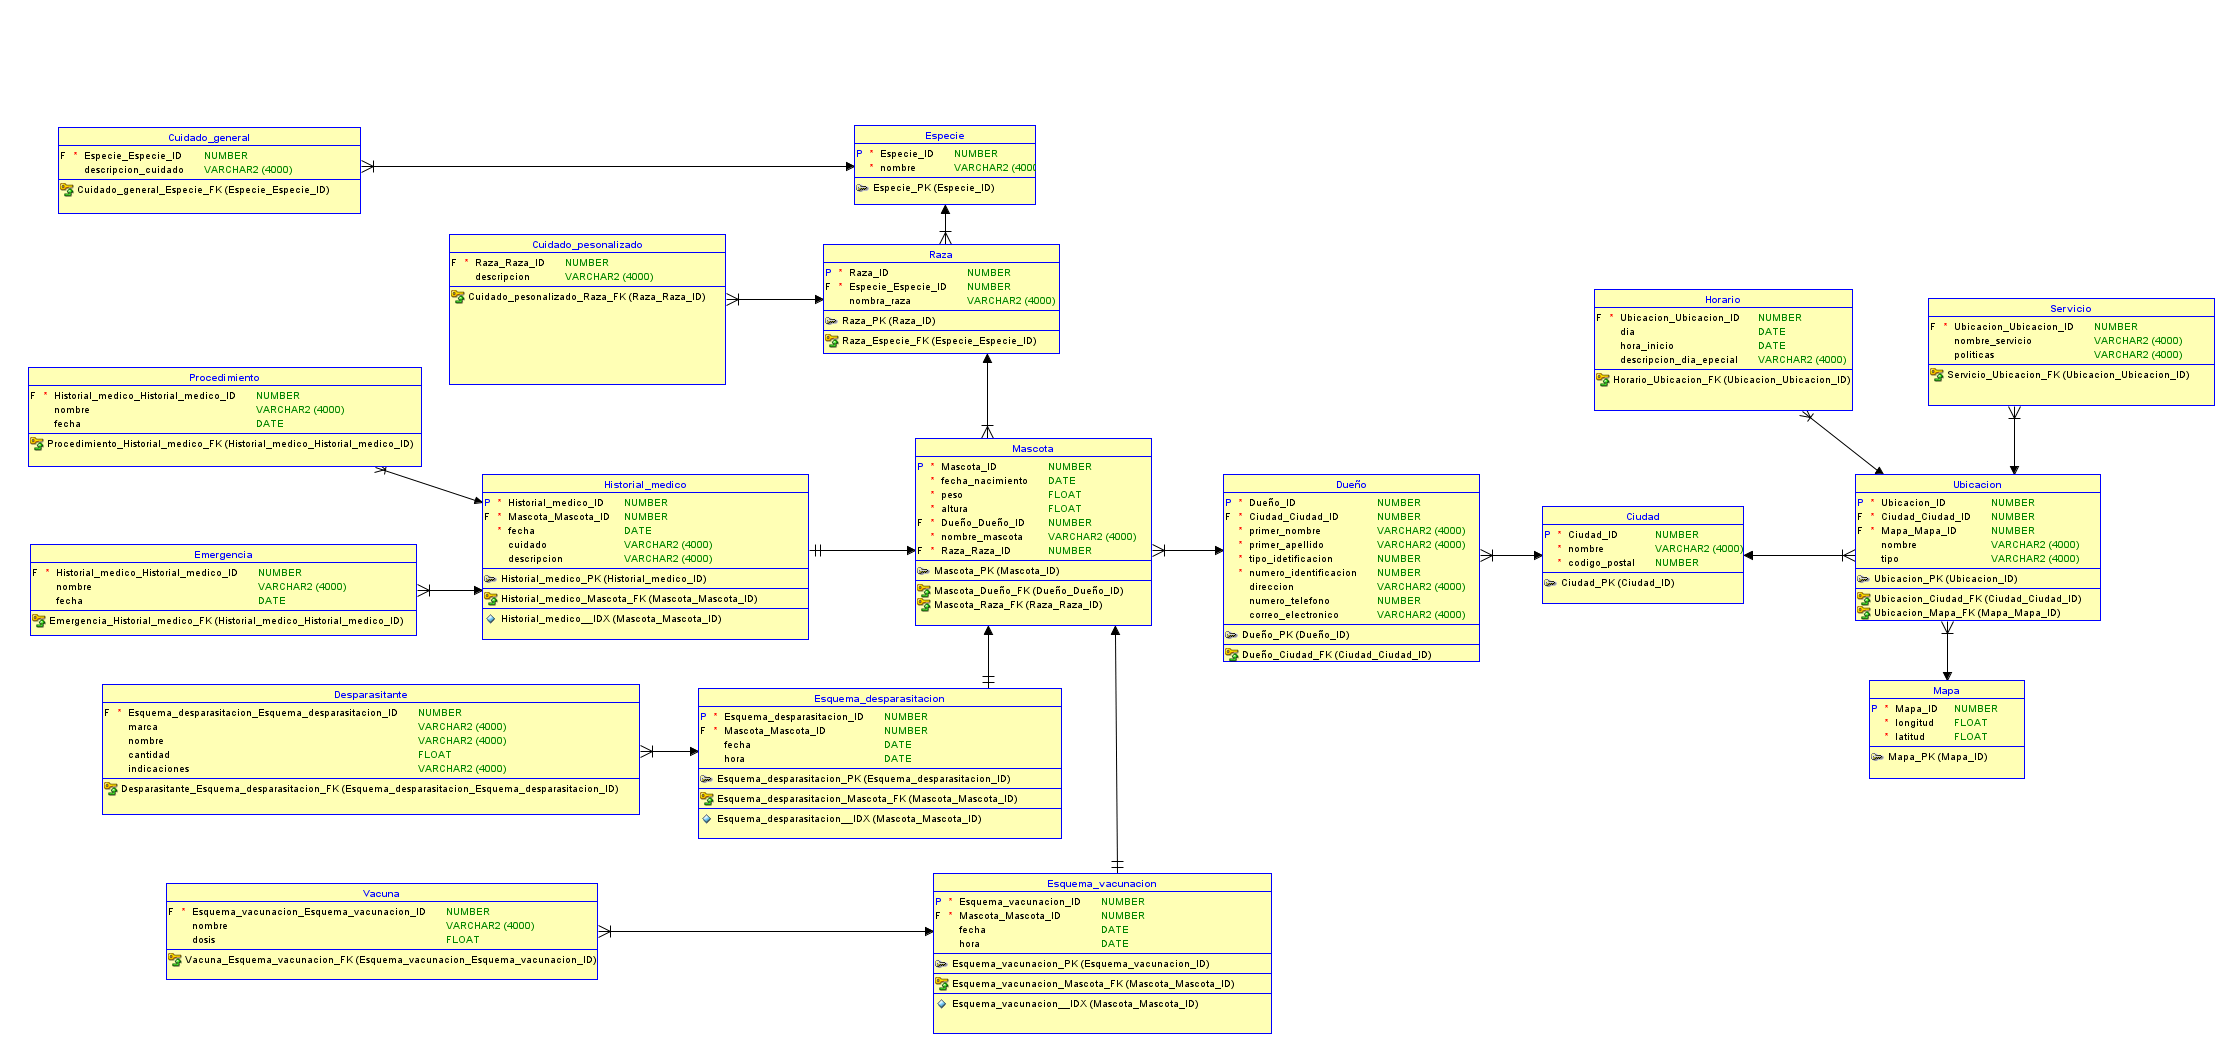 Cuidado_general
F * Especie_Especie_ID NUMBER
descripcion_cuidado VARCHAR2 (4000)
Cuidado_general_Especie_FK (Especie_Especie_ID)
Especie
P * Especie_ID NUMBER
* nombre VARCHAR2 (400
Especie_PK (Especie_ID)
Cuidado_pesonalizado
F * Raza_Raza_ID NUMBER
descripcion VARCHAR2 (4000)
Cuidado_pesonalizado_Raza_FK (Raza_Raza_ID)
Raza
P * Raza_ID NUMBER
F * Especie_Especie_ID NUMBER
nombra_raza VARCHAR2 (4000)
Raza_PK (Raza_ID)
Raza_Especie_FK (Especie_Especie_ID)
Horario
F * Ubicacion_Ubicacion_ID NUMBER
dia DATE
hora_inicio DATE
descripcion_dia_epecial VARCHAR2 (4000)
Horario_Ubicacion_FK (Ubicacion_Ubicacion_ID)
Servicio
F * Ubicacion_Ubicacion_ID NUMBER
nombre_servicio VARCHAR2 (4000)
politicas VARCHAR2 (4000)
Servicio_Ubicacion_FK (Ubicacion_Ubicacion_ID)
Procedimiento
F * Historial_medico_Historial_medico_ID NUMBER
nombre VARCHAR2 (4000)
fecha DATE
Procedimiento_Historial_medico_FK (Historial_medico_Historial_medico_ID)
Historial_medico
P * Historial_medico_ID NUMBER
F * Mascota_Mascota_ID NUMBER
* fecha DATE
cuidado VARCHAR2 (4000)
descripcion VARCHAR2 (4000)
Historial_medico_PK (Historial_medico_ID)
Historial_medico_Mascota_FK (Mascota_Mascota_ID)
Historial_medico__IDX (Mascota_Mascota_ID)
Mascota
P * Mascota_ID NUMBER
* fecha_nacimiento DATE
* peso FLOAT
* altura FLOAT
F * Dueño_Dueño_ID NUMBER
* nombre_mascota VARCHAR2 (4000)
F * Raza_Raza_ID NUMBER
Mascota_PK (Mascota_ID)
Mascota_Dueño_FK (Dueño_Dueño_ID)
Mascota_Raza_FK (Raza_Raza_ID)
Dueño
P * Dueño_ID NUMBER
F * Ciudad_Ciudad_ID NUMBER
* primer_nombre VARCHAR2 (4000)
* primer_apellido VARCHAR2 (4000)
* tipo_idetificacion NUMBER
* numero_identificacion NUMBER
direccion VARCHAR2 (4000)
numero_telefono NUMBER
correo_electronico VARCHAR2 (4000)
Dueño_PK (Dueño_ID)
Dueño_Ciudad_FK (Ciudad_Ciudad_ID)
Ciudad
P * Ciudad_ID NUMBER
* nombre VARCHAR2 (4000)
* codigo_postal NUMBER
Ciudad_PK (Ciudad_ID)
Ubicacion
P * Ubicacion_ID NUMBER
F * Ciudad_Ciudad_ID NUMBER
F * Mapa_Mapa_ID NUMBER
nombre VARCHAR2 (4000)
tipo VARCHAR2 (4000)
Ubicacion_PK (Ubicacion_ID)
Ubicacion_Ciudad_FK (Ciudad_Ciudad_ID)
Ubicacion_Mapa_FK (Mapa_Mapa_ID)
Emergencia
F * Historial_medico_Historial_medico_ID NUMBER
nombre VARCHAR2 (4000)
fecha DATE
Emergencia_Historial_medico_FK (Historial_medico_Historial_medico_ID)
Desparasitante
F * Esquema_desparasitacion_Esquema_desparasitacion_ID NUMBER
marca VARCHAR2 (4000)
nombre VARCHAR2 (4000)
cantidad FLOAT
indicaciones VARCHAR2 (4000)
Desparasitante_Esquema_desparasitacion_FK (Esquema_desparasitacion_Esquema_desparasitacion_ID)
Esquema_desparasitacion
P * Esquema_desparasitacion_ID NUMBER
F * Mascota_Mascota_ID NUMBER
fecha DATE
hora DATE
Esquema_desparasitacion_PK (Esquema_desparasitacion_ID)
Esquema_desparasitacion_Mascota_FK (Mascota_Mascota_ID)
Esquema_desparasitacion__IDX (Mascota_Mascota_ID)
Mapa
P * Mapa_ID NUMBER
* longitud FLOAT
* latitud FLOAT
Mapa_PK (Mapa_ID)
Vacuna
F * Esquema_vacunacion_Esquema_vacunacion_ID NUMBER
nombre VARCHAR2 (4000)
dosis FLOAT
Vacuna_Esquema_vacunacion_FK (Esquema_vacunacion_Esquema_vacunacion_ID)
Esquema_vacunacion
P * Esquema_vacunacion_ID NUMBER
F * Mascota_Mascota_ID NUMBER
fecha DATE
hora DATE
Esquema_vacunacion_PK (Esquema_vacunacion_ID)
Esquema_vacunacion_Mascota_FK (Mascota_Mascota_ID)
Esquema_vacunacion__IDX (Mascota_Mascota_ID)